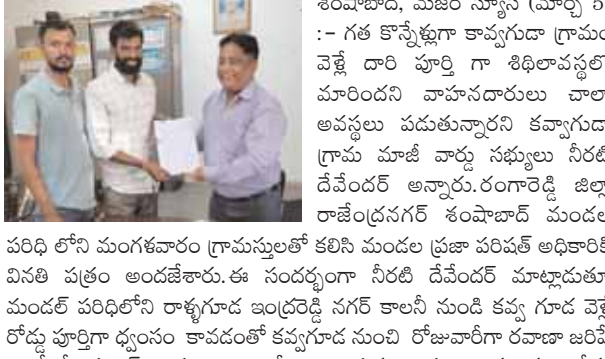 శంషాబాద్, మేజర్ న్యూస్ (మార్చి 5)
:- గత కొన్నేళ్లుగా కావ్వగుడా గ్రామం
వెళ్లే దారి పూర్తి గా శిథిలావస్థలో
మారిందని వాహనదారులు చాలా
అవస్థలు పడుతున్నారని కవ్వాగుడా
గ్రామ మాజీ వార్డు సభ్యులు నీరటి
దేవేందర్ అన్నారు.రంగారెడ్డి జిల్లా
రాజేంద్రనగర్ శంషాబాద్ మండల
పరిధి లోని మంగళవారం గ్రామస్తులతో కలిసి మండల ప్రజా పరిషత్ అధికారికి
వినతి పత్రం అందజేశారు.ఈ సందర్భంగా నీరటి దేవేందర్ మాట్లాడుతూ
మండల్ పరిధిలోని రాళ్ళగూడ ఇంద్రరెడ్డి నగర్ కాలనీ నుండి కవ్వ గూడ వెళ్లే
రోడ్డు పూర్తిగా ధ్వంసం కావడంతో కవ్వగూడ నుంచి రోజువారీగా రవాణా జరిపే